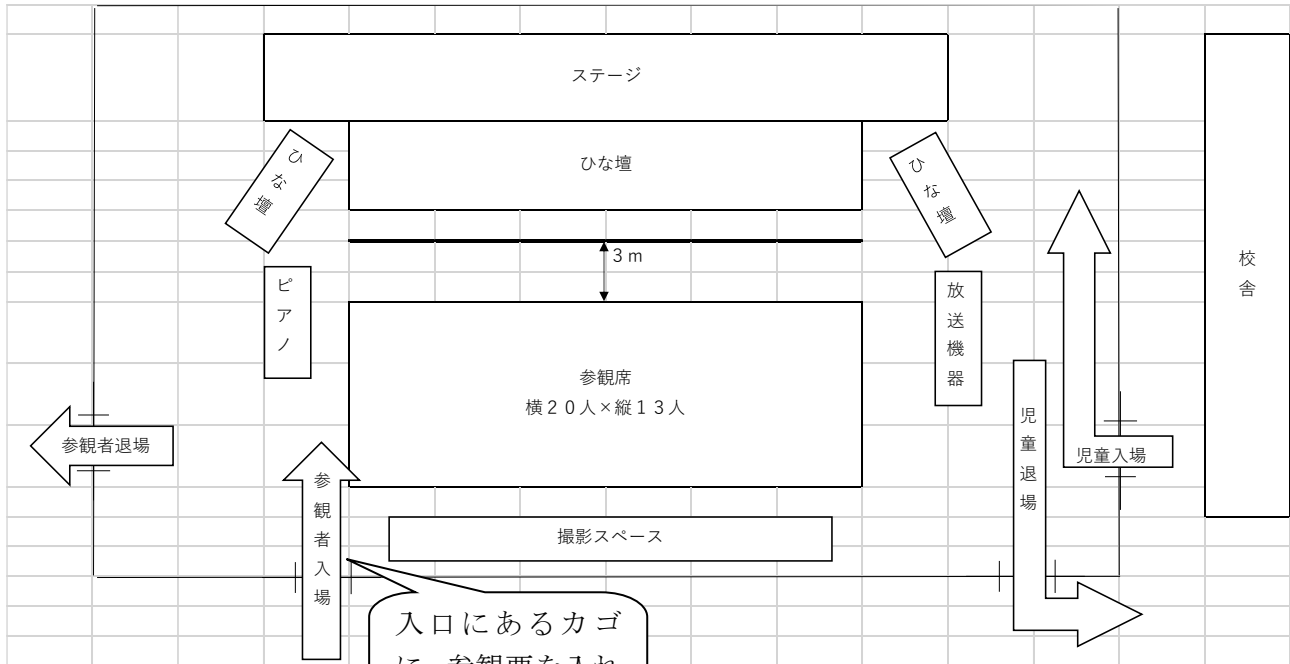 ステージ
ひな壇
ひな壇
ひな壇
3ｍ
ピアノ
放送機器
校舎
参観席
横２０人×縦１３人
参観者退場
参観者入場
児童退場
児童入場
撮影スペース
入口にあるカゴ
に、参観票を入れ